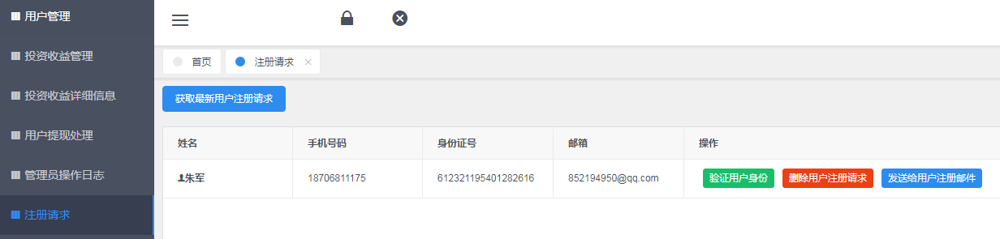 用户管理
投资收益管理
投资收益详细信息
用户提现处理
管理员操作日志
注册请求
首页 注册请求
获取最新用户注册请求
姓名 手机号码 身份证号 邮箱 操作
朱军 18706811175 612321195401282616 852194950@qq.com 验证用户身份 删除用户注册请求 发送给用户注册邮件